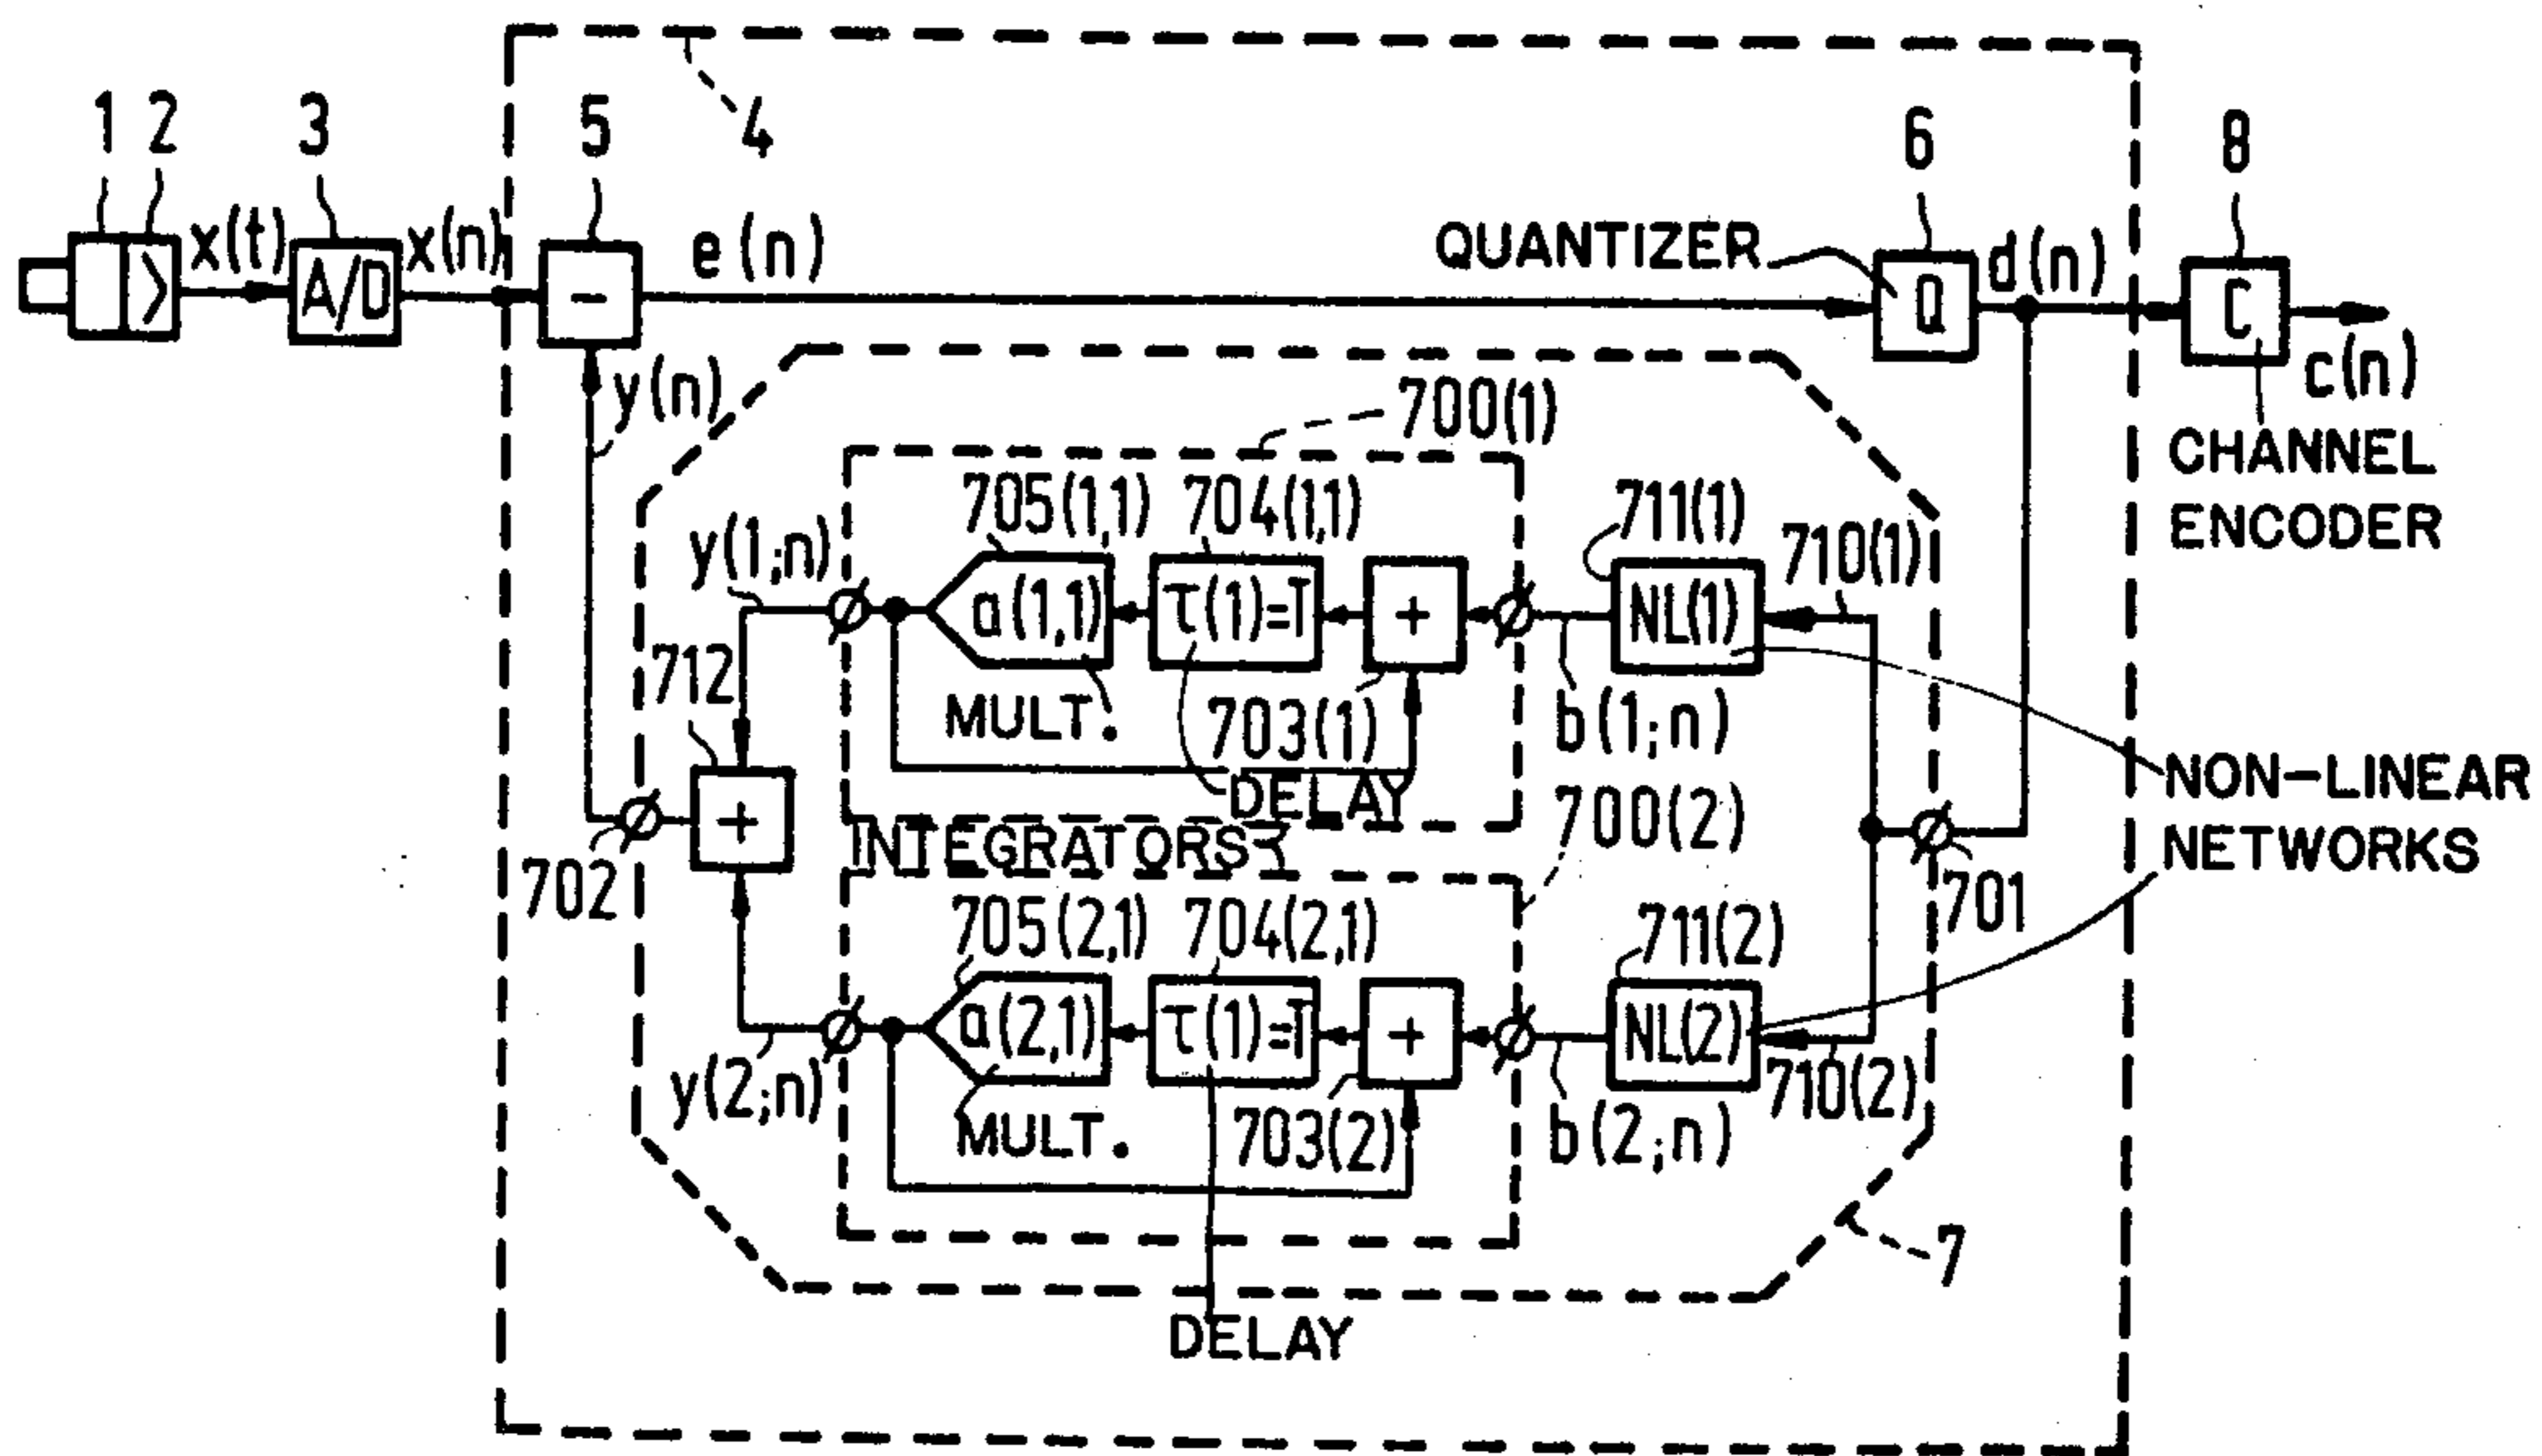 4
1 2 3 5 6 8
x(t) A/D x(n) - e(n) QUANTIZER Q d(n) C
c(n)
CHANNEL
ENCODER
y(n)
700(1)
705(1,1) 704(1,1) 711(1) 710(1)
y(1;n) a(1,1) τ(1)=T + NL(1)
MULT. 703(1) b(1;n)
DELAY
712
+
702
INTEGRATORS
700(2)
NON-LINEAR
NETWORKS
701
705(2,1) 704(2,1) 711(2)
a(2,1) τ(1)=T + NL(2)
y(2;n) MULT. 703(2) b(2;n) 710(2)
7
DELAY